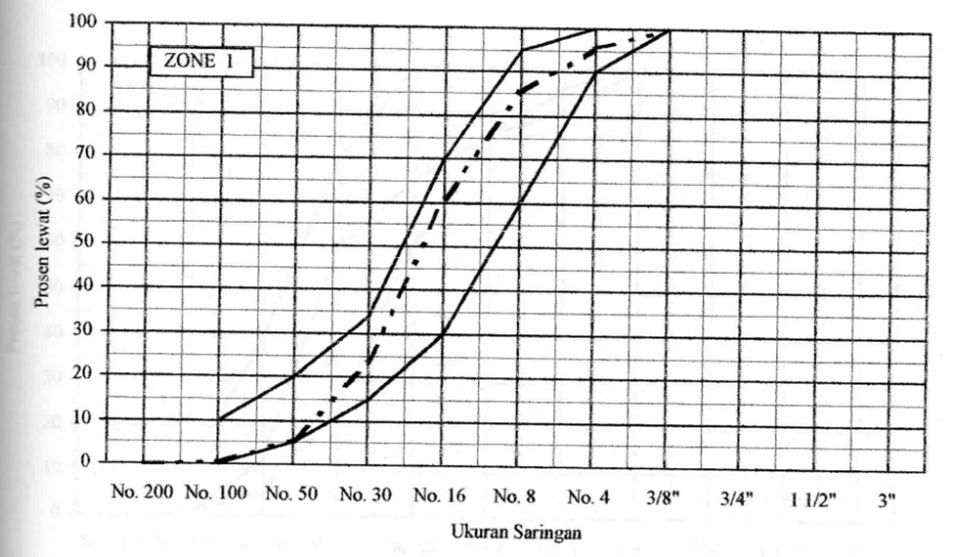 100
ZONE 1
90
80
70
60
50
40
30
20
10
0
Prosen lewat (%)
No. 200 No. 100 No. 50 No. 30 No. 16 No. 8 No. 4 3/8" 3/4" 1 1/2" 3"
Ukuran Saringan